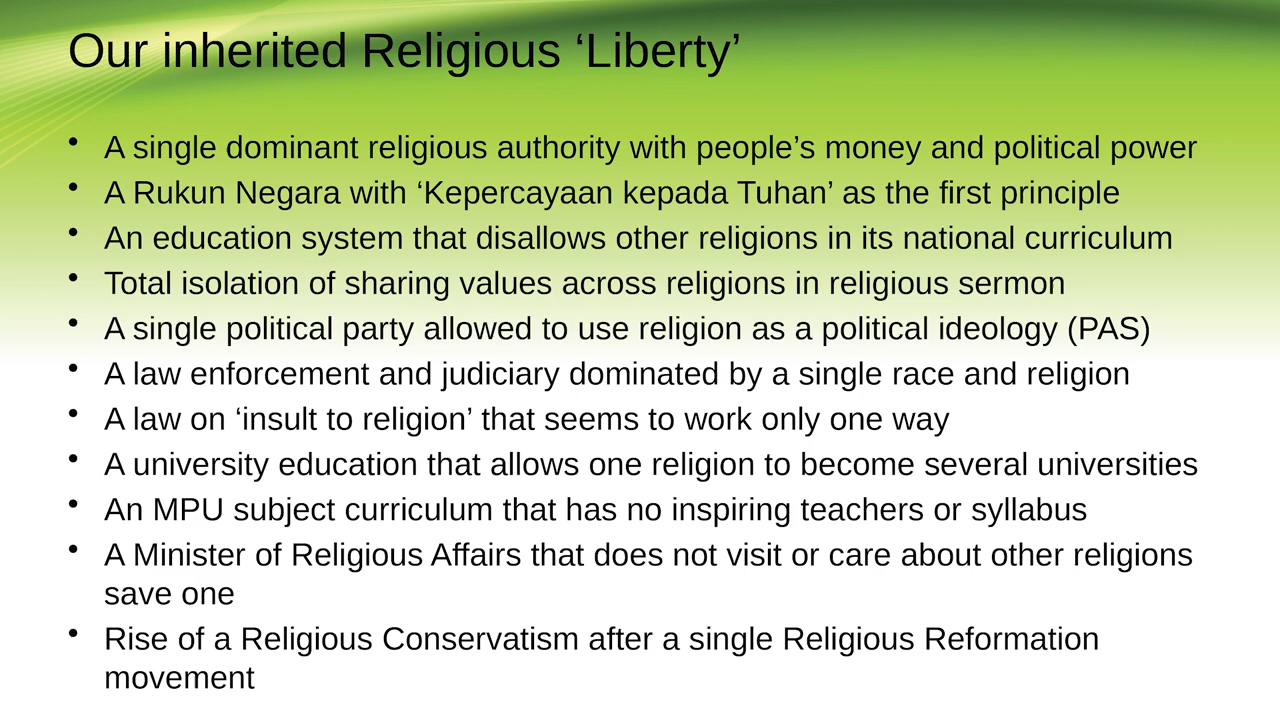 Our inherited Religious ‘Liberty’
• A single dominant religious authority with people’s money and political power
• A Rukun Negara with ‘Kepercayaan kepada Tuhan’ as the first principle
• An education system that disallows other religions in its national curriculum
• Total isolation of sharing values across religions in religious sermon
• A single political party allowed to use religion as a political ideology (PAS)
• A law enforcement and judiciary dominated by a single race and religion
• A law on ‘insult to religion’ that seems to work only one way
• A university education that allows one religion to become several universities
• An MPU subject curriculum that has no inspiring teachers or syllabus
• A Minister of Religious Affairs that does not visit or care about other religions
save one
• Rise of a Religious Conservatism after a single Religious Reformation
movement